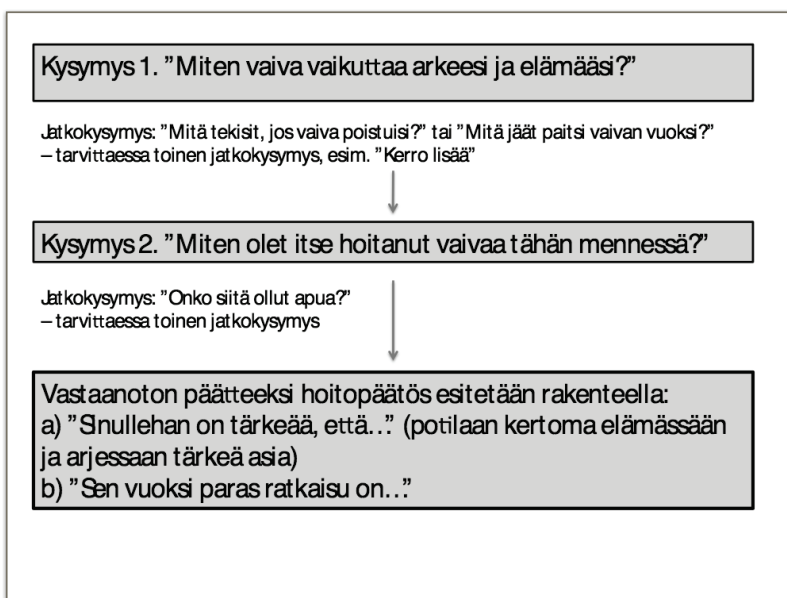 Kysymys 1. ”Miten vaiva vaikuttaa arkeesi ja elämääsi?”
Jatkokysymys: ”Mitä tekisit, jos vaiva poistuisi?” tai ”Mitä jäät paitsi vaivan vuoksi?”
– tarvittaessa toinen jatkokysymys, esim. ”Kerro lisää”
Kysymys 2. ”Miten olet itse hoitanut vaivaa tähän mennessä?”
Jatkokysymys: ”Onko siitä ollut apua?”
– tarvittaessa toinen jatkokysymys
Vastaanoton päätteeksi hoitopäätös esitetään rakenteella:
a) ”Sinullehan on tärkeää, että…” (potilaan kertoma elämässään
ja arjessaan tärkeä asia)
b) ”Sen vuoksi paras ratkaisu on…”